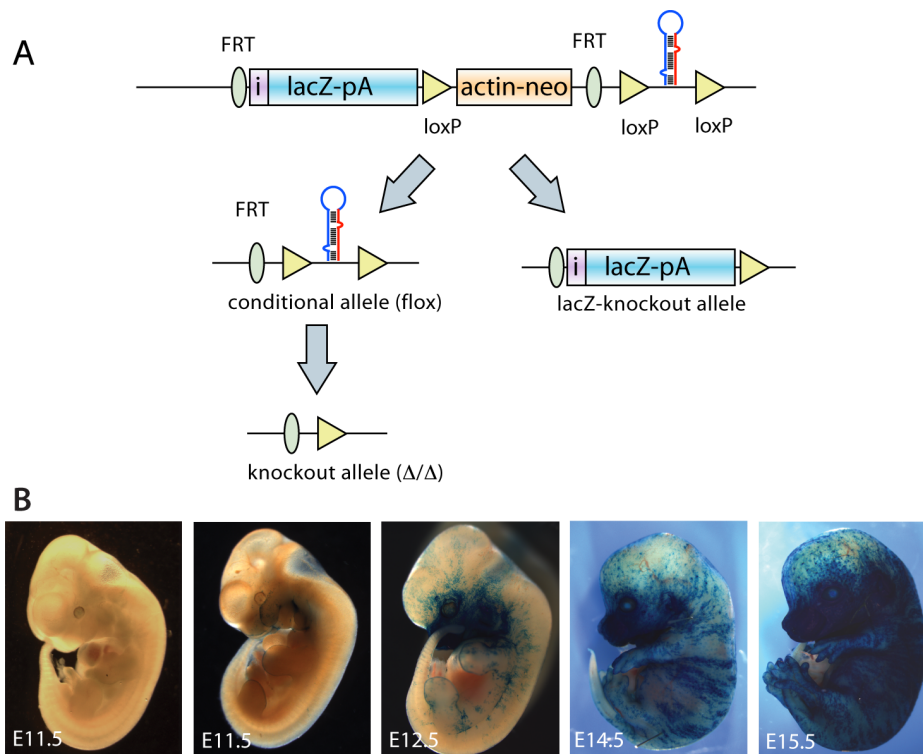 A
FRT
FRT
i
lacZ-pA
actin-neo
loxP
loxP
loxP
FRT
i
lacZ-pA
conditional allele (flox)
lacZ-knockout allele
knockout allele (Δ/Δ)
B
E11.5
E11.5
E12.5
E14.5
E15.5